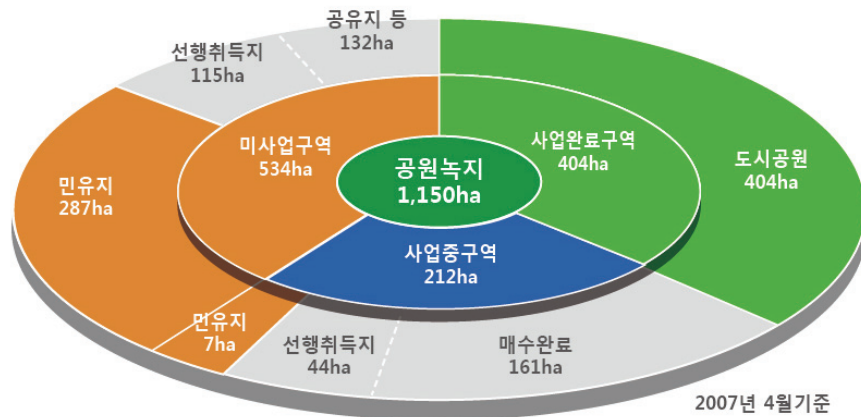 공유지 등
132ha
선행취득지
115ha
미사업구역
534ha
사업완료구역
404ha
도시공원
404ha
공원녹지
1,150ha
민유지
287ha
사업중구역
212ha
민유지
7ha
선행취득지
44ha
매수완료
161ha
2007년 4월기준